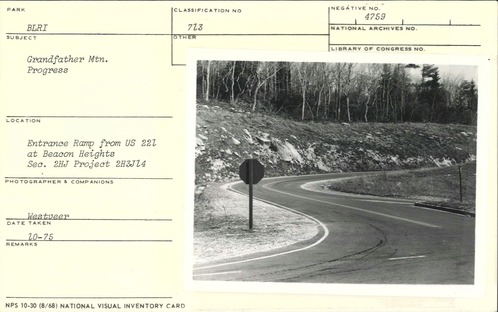 PARK
BLRI
CLASSIFICATION NO
713
NEGATIVE NO.
4759
NATIONAL ARCHIVES NO.
SUBJECT
OTHER
LIBRARY OF CONGRESS NO.
Grandfather Mtn.
Progress
LOCATION
Entrance Ramp from US 221
at Beacon Heights
Sec. 2HJ Project 2H2J14
PHOTOGRAPHER & COMPANIONS
Westveer
DATE TAKEN
10-75
REMARKS
NPS 10-30 (8/68) NATIONAL VISUAL INVENTORY CARD